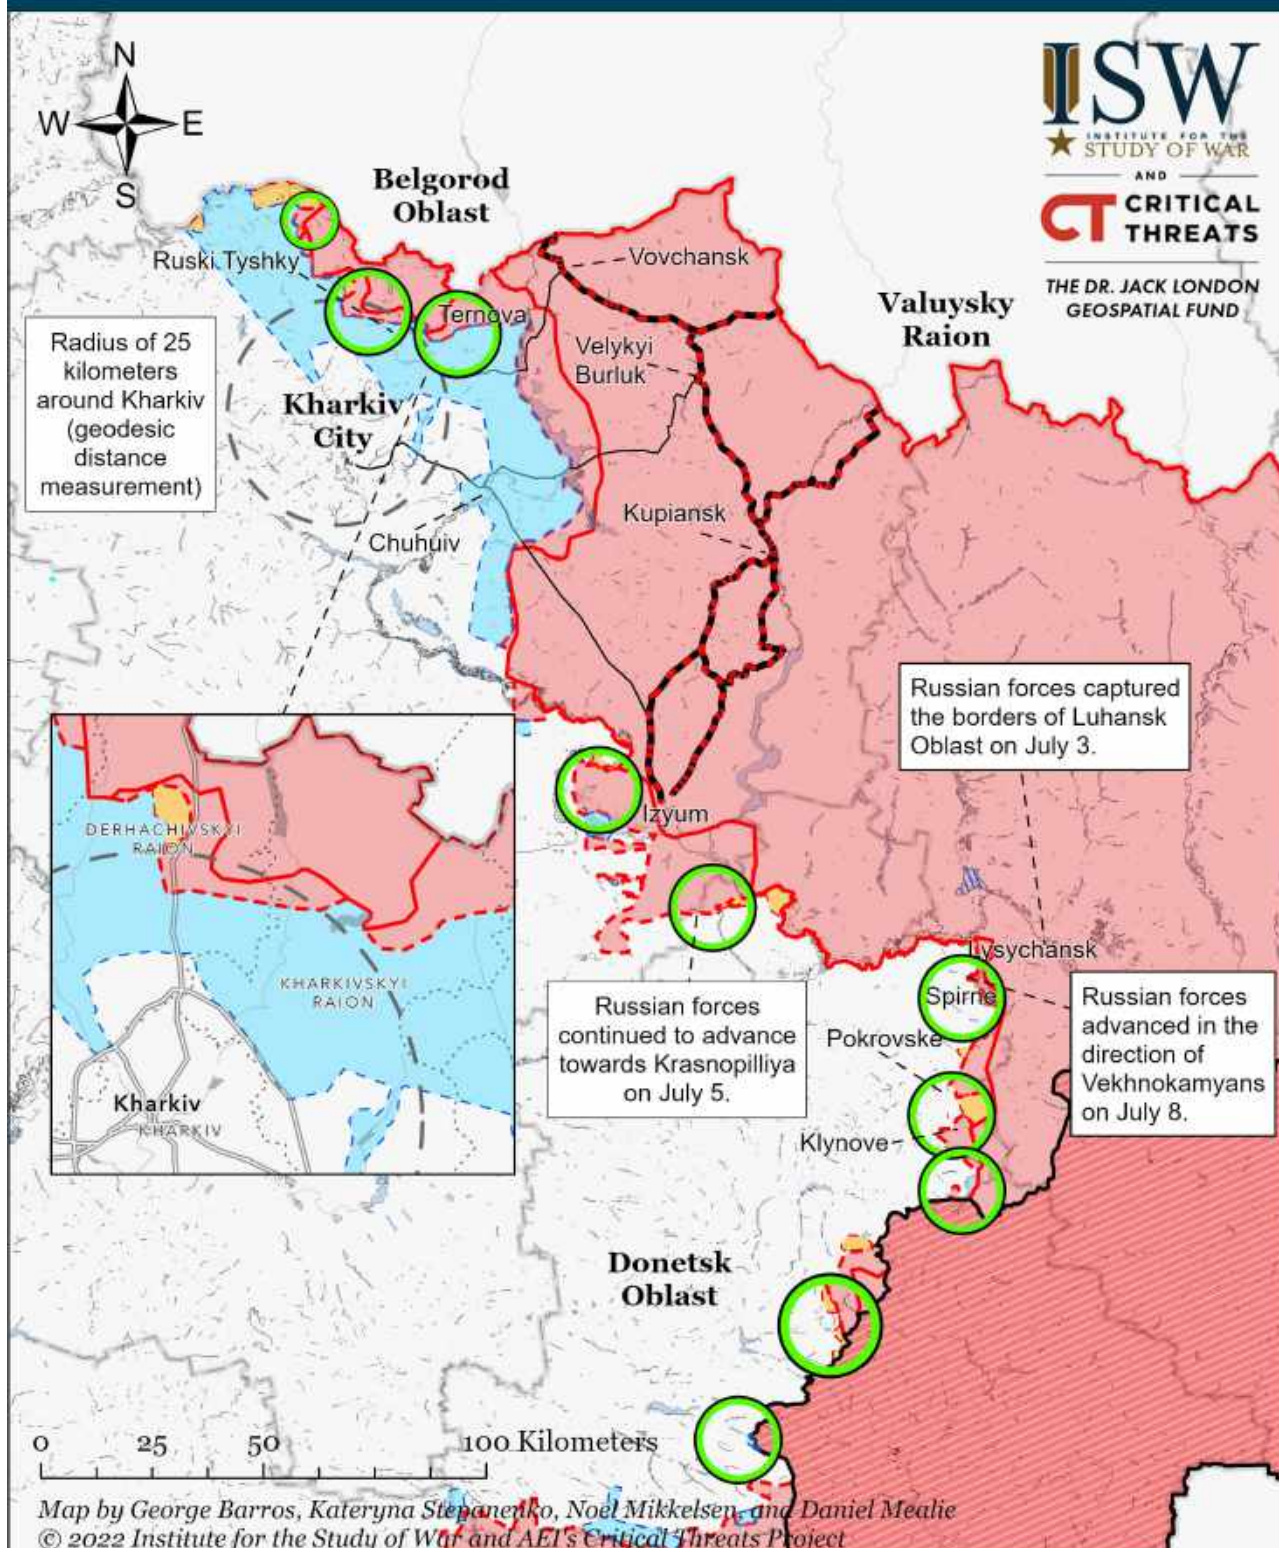 N
W E
S
ISW
INSTITUTE FOR THE
STUDY OF WAR
AND
CT CRITICAL
THREATS
THE DR. JACK LONDON
GEOSPATIAL FUND
Belgorod
Oblast
Ruski Tyshky
Vovchansk
Ternova
Valuysky
Raion
Velykyi
Burluk
Radius of 25
kilometers
around Kharkiv
(geodesic
distance
measurement)
Kharkiv
City
Kupiansk
Chuhuiv
Russian forces captured
the borders of Luhansk
Oblast on July 3.
Izyum
DERHACHIVSKYI
RAION
KHARKIVSKYI
RAION
Kharkiv
KHARKIV
Lysychansk
Spirne
Russian forces
continued to advance
towards Krasnopilliya
on July 5.
Pokrovske
Russian forces
advanced in the
direction of
Vekhnokamyans
on July 8.
Klynove
Donetsk
Oblast
0 25 50 100 Kilometers
Map by George Barros, Kateryna Stepanenko, Noel Mikkelsen, and Daniel Mealie
© 2022 Institute for the Study of War and AEI's Critical Threats Project